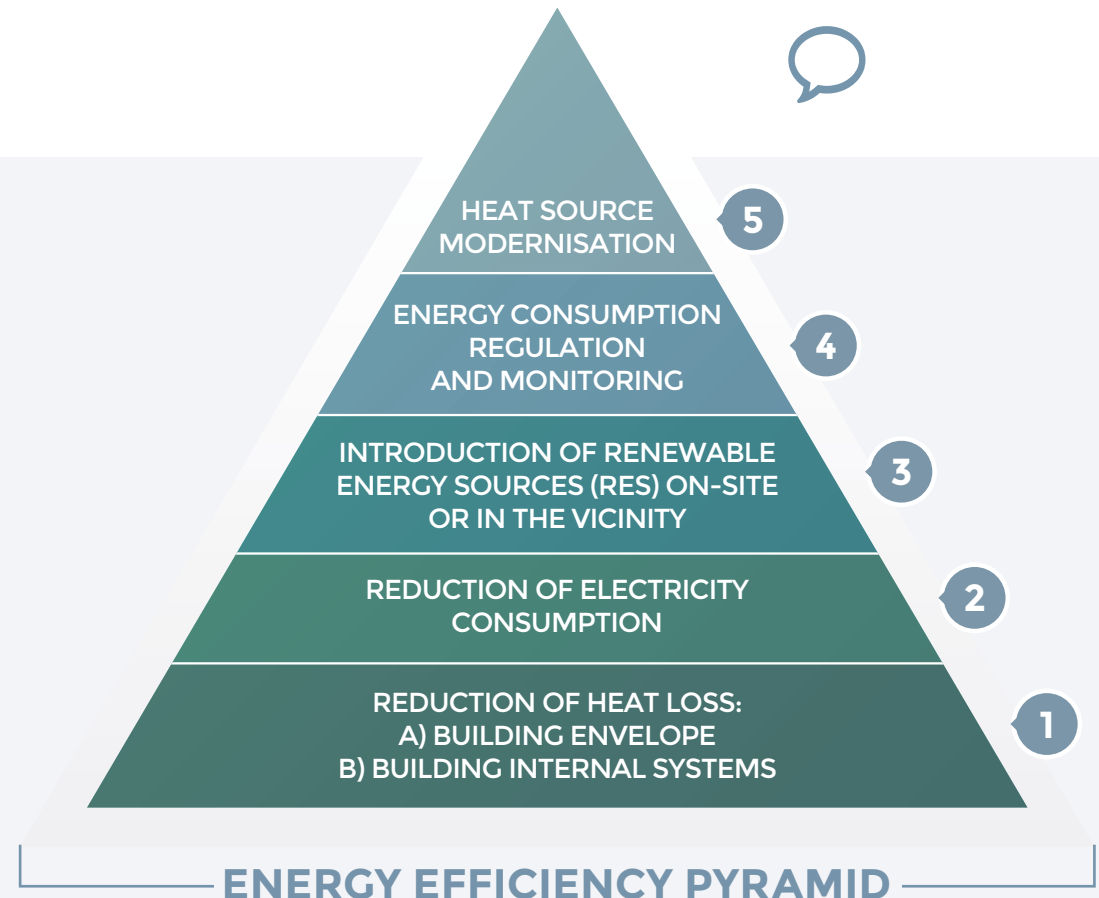 HEAT SOURCE
MODERNISATION
5
ENERGY CONSUMPTION
REGULATION
AND MONITORING
4
INTRODUCTION OF RENEWABLE
ENERGY SOURCES (RES) ON-SITE
OR IN THE VICINITY
3
REDUCTION OF ELECTRICITY
CONSUMPTION
2
REDUCTION OF HEAT LOSS:
A) BUILDING ENVELOPE
B) BUILDING INTERNAL SYSTEMS
1
ENERGY EFFICIENCY PYRAMID